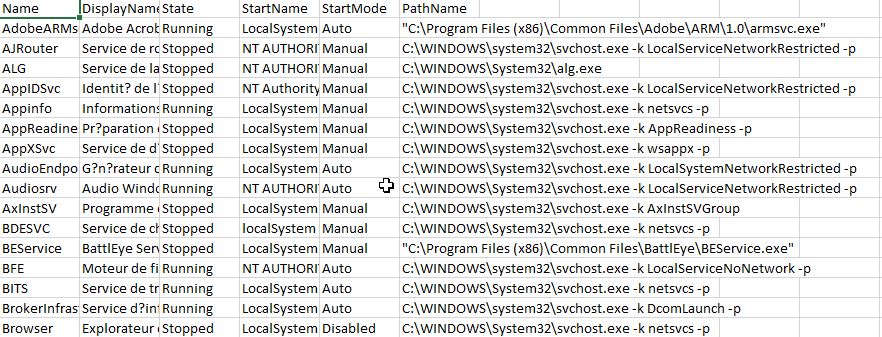 Name DisplayName State StartName StartMode PathName
AdobeARMs Adobe Acrob Running LocalSystem Auto "C:\Program Files (x86)\Common Files\Adobe\ARM\1.0\armsvc.exe"
AJRouter Service de ro Stopped NT AUTHORI Manual C:\WINDOWS\system32\svchost.exe -k LocalServiceNetworkRestricted -p
ALG Service de la Stopped NT AUTHORI Manual C:\WINDOWS\System32\alg.exe
AppIDSvc Identit? de l' Stopped NT Authority Manual C:\WINDOWS\system32\svchost.exe -k LocalServiceNetworkRestricted -p
Appinfo Informations Running LocalSystem Manual C:\WINDOWS\system32\svchost.exe -k netsvcs -p
AppReadine Pr?paration Stopped LocalSystem Manual C:\WINDOWS\System32\svchost.exe -k AppReadiness -p
AppXSvc Service de d' Stopped LocalSystem Manual C:\WINDOWS\system32\svchost.exe -k wsappx -p
AudioEndpo G?n?rateur d Running LocalSystem Auto C:\WINDOWS\System32\svchost.exe -k LocalSystemNetworkRestricted -p
Audiosrv Audio Windo Running NT AUTHORI Auto C:\WINDOWS\System32\svchost.exe -k LocalServiceNetworkRestricted -p
AxInstSV Programme Stopped LocalSystem Manual C:\WINDOWS\system32\svchost.exe -k AxInstSVGroup
BDESVC Service de ch Stopped localSystem Manual C:\WINDOWS\System32\svchost.exe -k netsvcs -p
BEService BattlEye Serv Stopped LocalSystem Manual "C:\Program Files (x86)\Common Files\BattlEye\BEService.exe"
BFE Moteur de fi Running NT AUTHORI Auto C:\WINDOWS\system32\svchost.exe -k LocalServiceNoNetwork -p
BITS Service de tr Running LocalSystem Auto C:\WINDOWS\System32\svchost.exe -k netsvcs -p
BrokerInfras Service d?inf Running LocalSystem Auto C:\WINDOWS\system32\svchost.exe -k DcomLaunch -p
Browser Explorateur Stopped LocalSystem Disabled C:\WINDOWS\System32\svchost.exe -k netsvcs -p